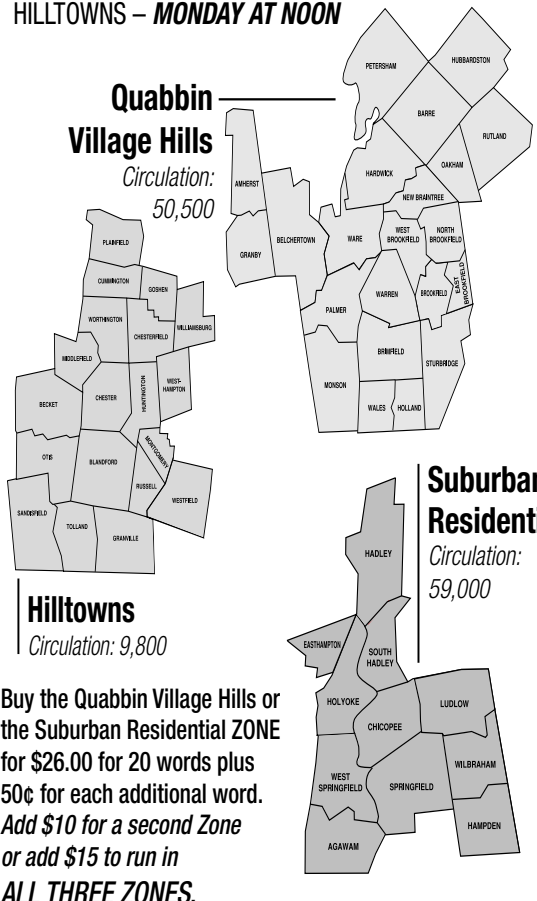 HILLTOWNS – MONDAY AT NOON
Quabbin
Village Hills
Circulation:
50,500
PETERSHAM
HUBBARDSTON
BARRE
RUTLAND
OAKHAM
HARDWICK
NEW BRAINTREE
AMHERST
GRANBY
BELCHERTOWN
WARE
WEST
BROOKFIELD
NORTH
BROOKFIELD
WARREN
BROOKFIELD
EAST
BROOKFIELD
PALMER
BRIMFIELD
STURBRIDGE
MONSON
WALES
HOLLAND
PLAINFIELD
CUMMINGTON
GOSHEN
WORTHINGTON
CHESTERFIELD
WILLIAMSBURG
MIDDLEFIELD
WEST-
HAMPTON
HUNTINGTON
CHESTER
BECKET
MONTGOMERY
OTIS
BLANDFORD
RUSSELL
WESTFIELD
SANDISFIELD
TOLLAND
GRANVILLE
Hilltowns
Circulation: 9,800
Suburban
Residenti
Circulation:
59,000
HADLEY
EASTHAMPTON
SOUTH
HADLEY
HOLYOKE
CHICOPEE
LUDLOW
WEST
SPRINGFIELD
SPRINGFIELD
WILBRAHAM
AGAWAM
HAMPDEN
Buy the Quabbin Village Hills or
the Suburban Residential ZONE
for $26.00 for 20 words plus
50¢ for each additional word.
Add $10 for a second Zone
or add $15 to run in
ALL THREE ZONES.